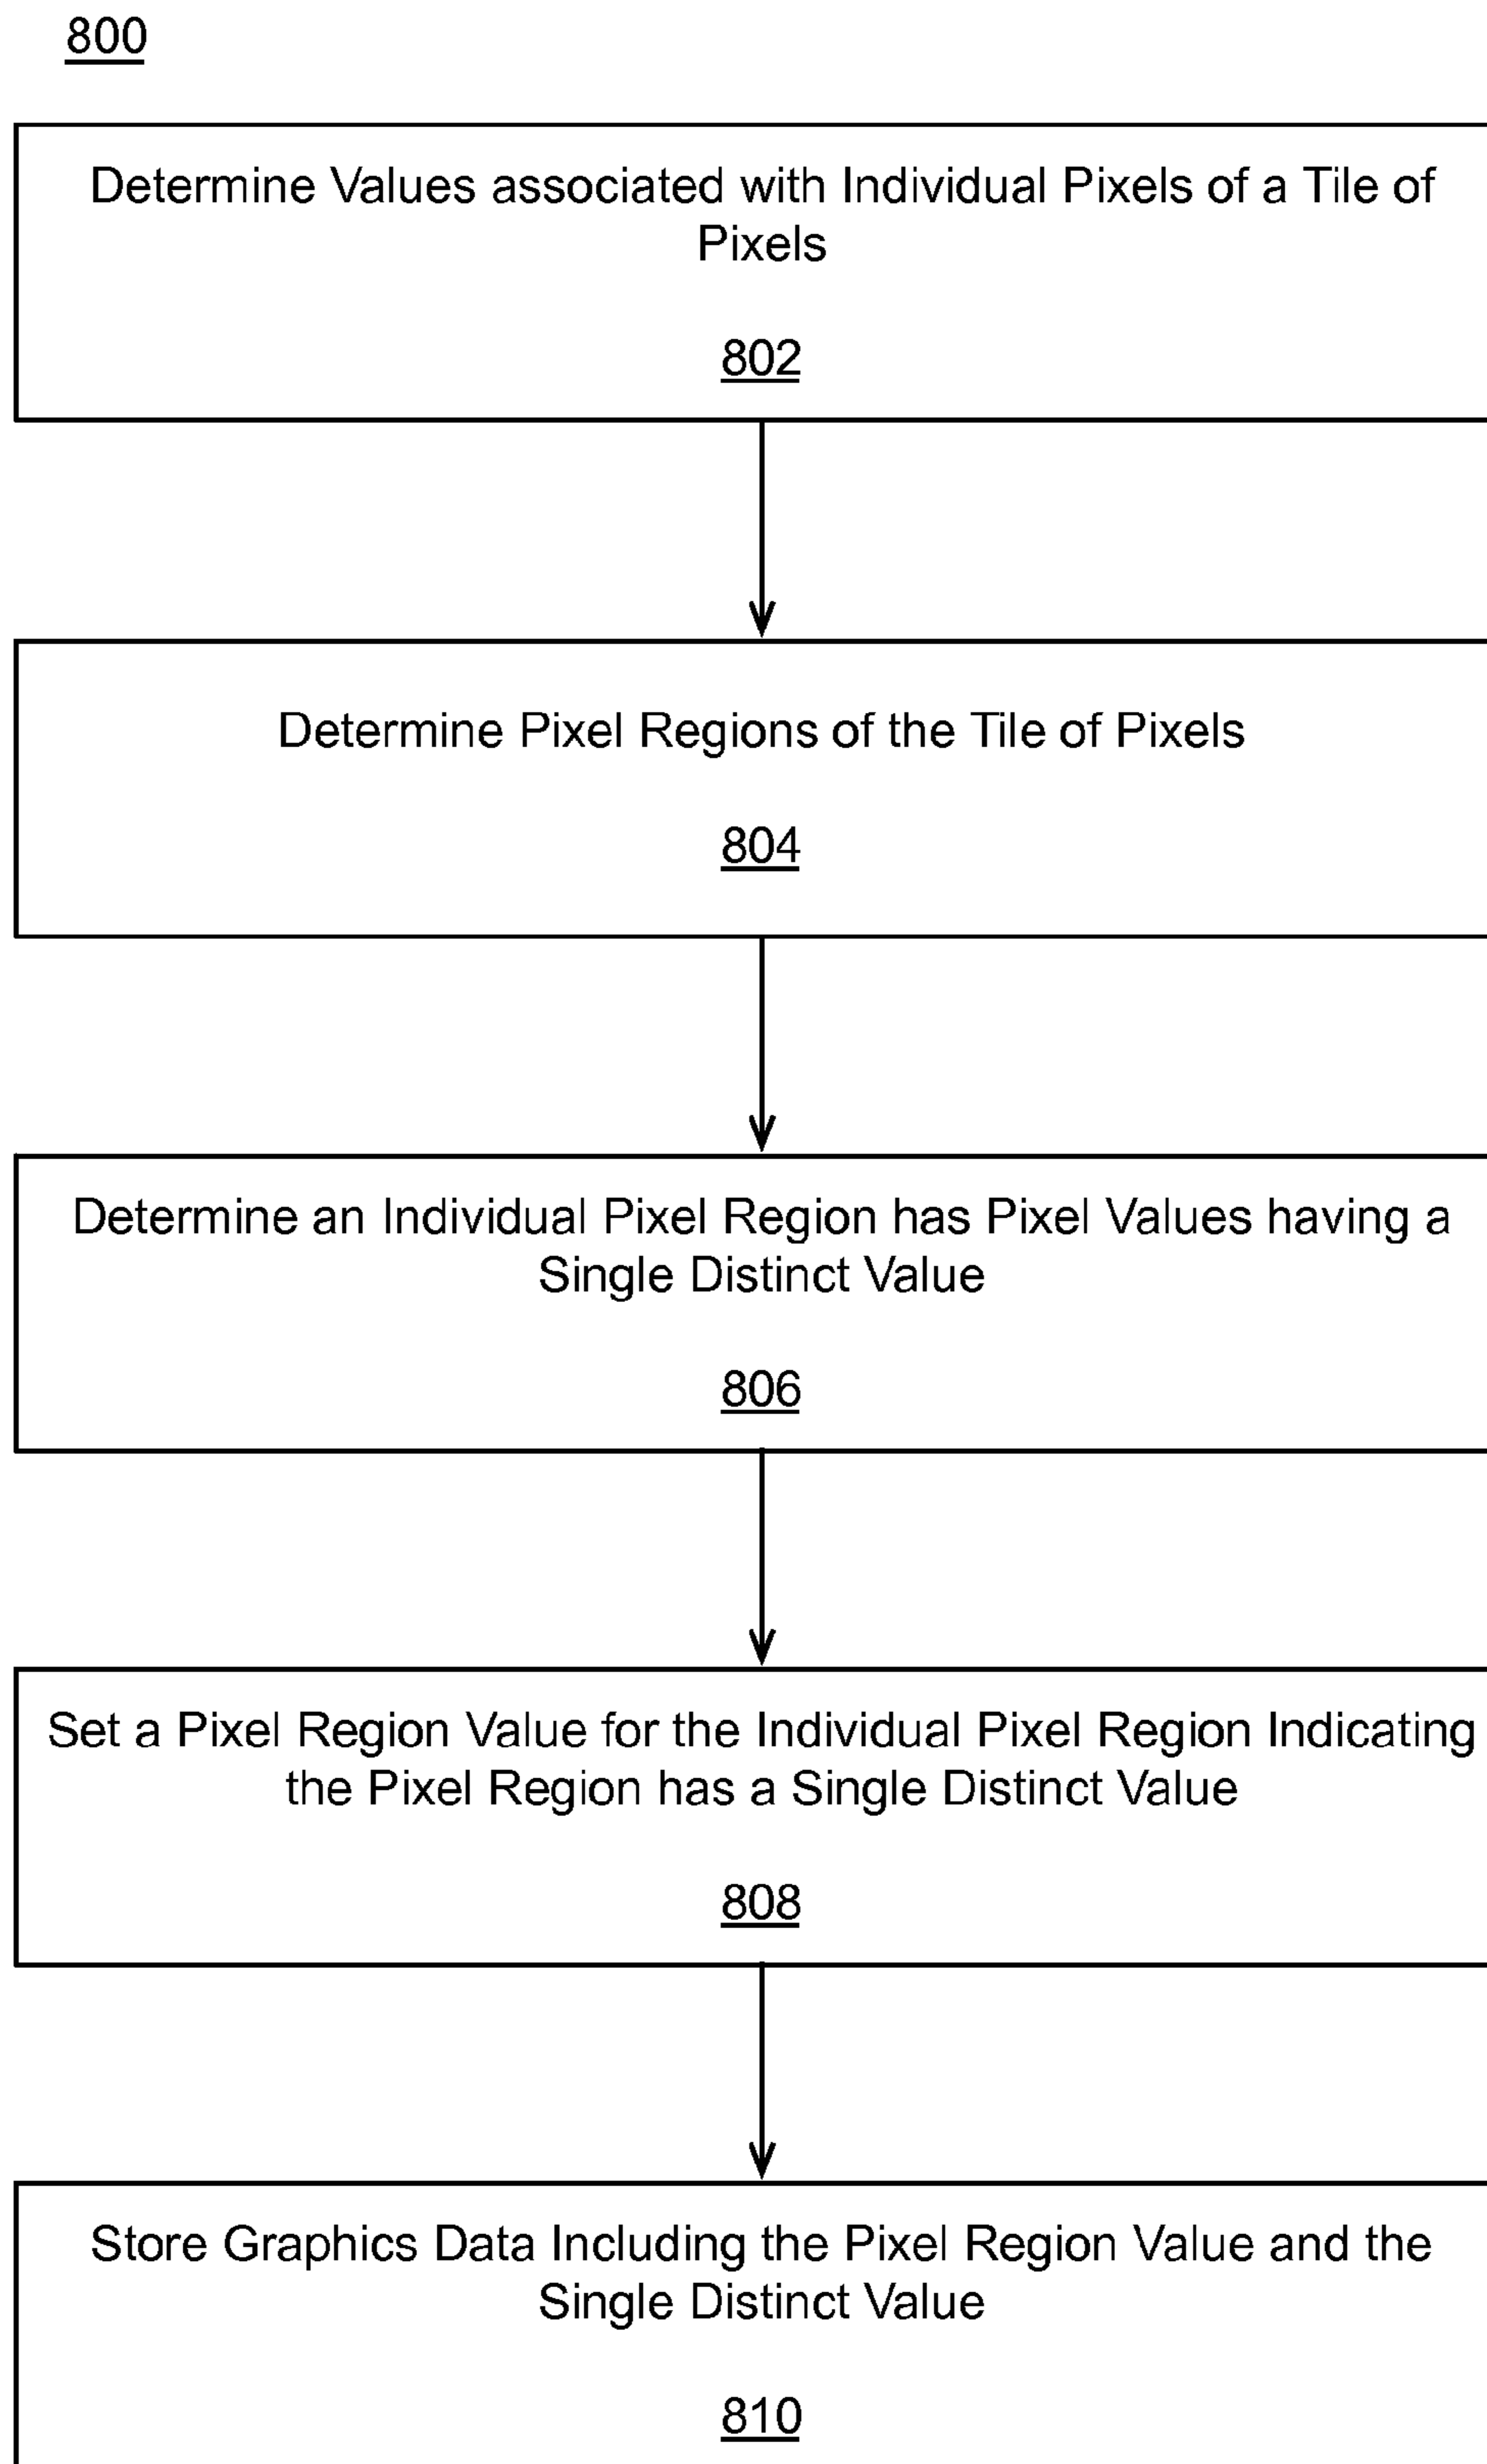 800
Determine Values associated with Individual Pixels of a Tile of
Pixels
802
Determine Pixel Regions of the Tile of Pixels
804
Determine an Individual Pixel Region has Pixel Values having a
Single Distinct Value
806
Set a Pixel Region Value for the Individual Pixel Region Indicating
the Pixel Region has a Single Distinct Value
808
Store Graphics Data Including the Pixel Region Value and the
Single Distinct Value
810